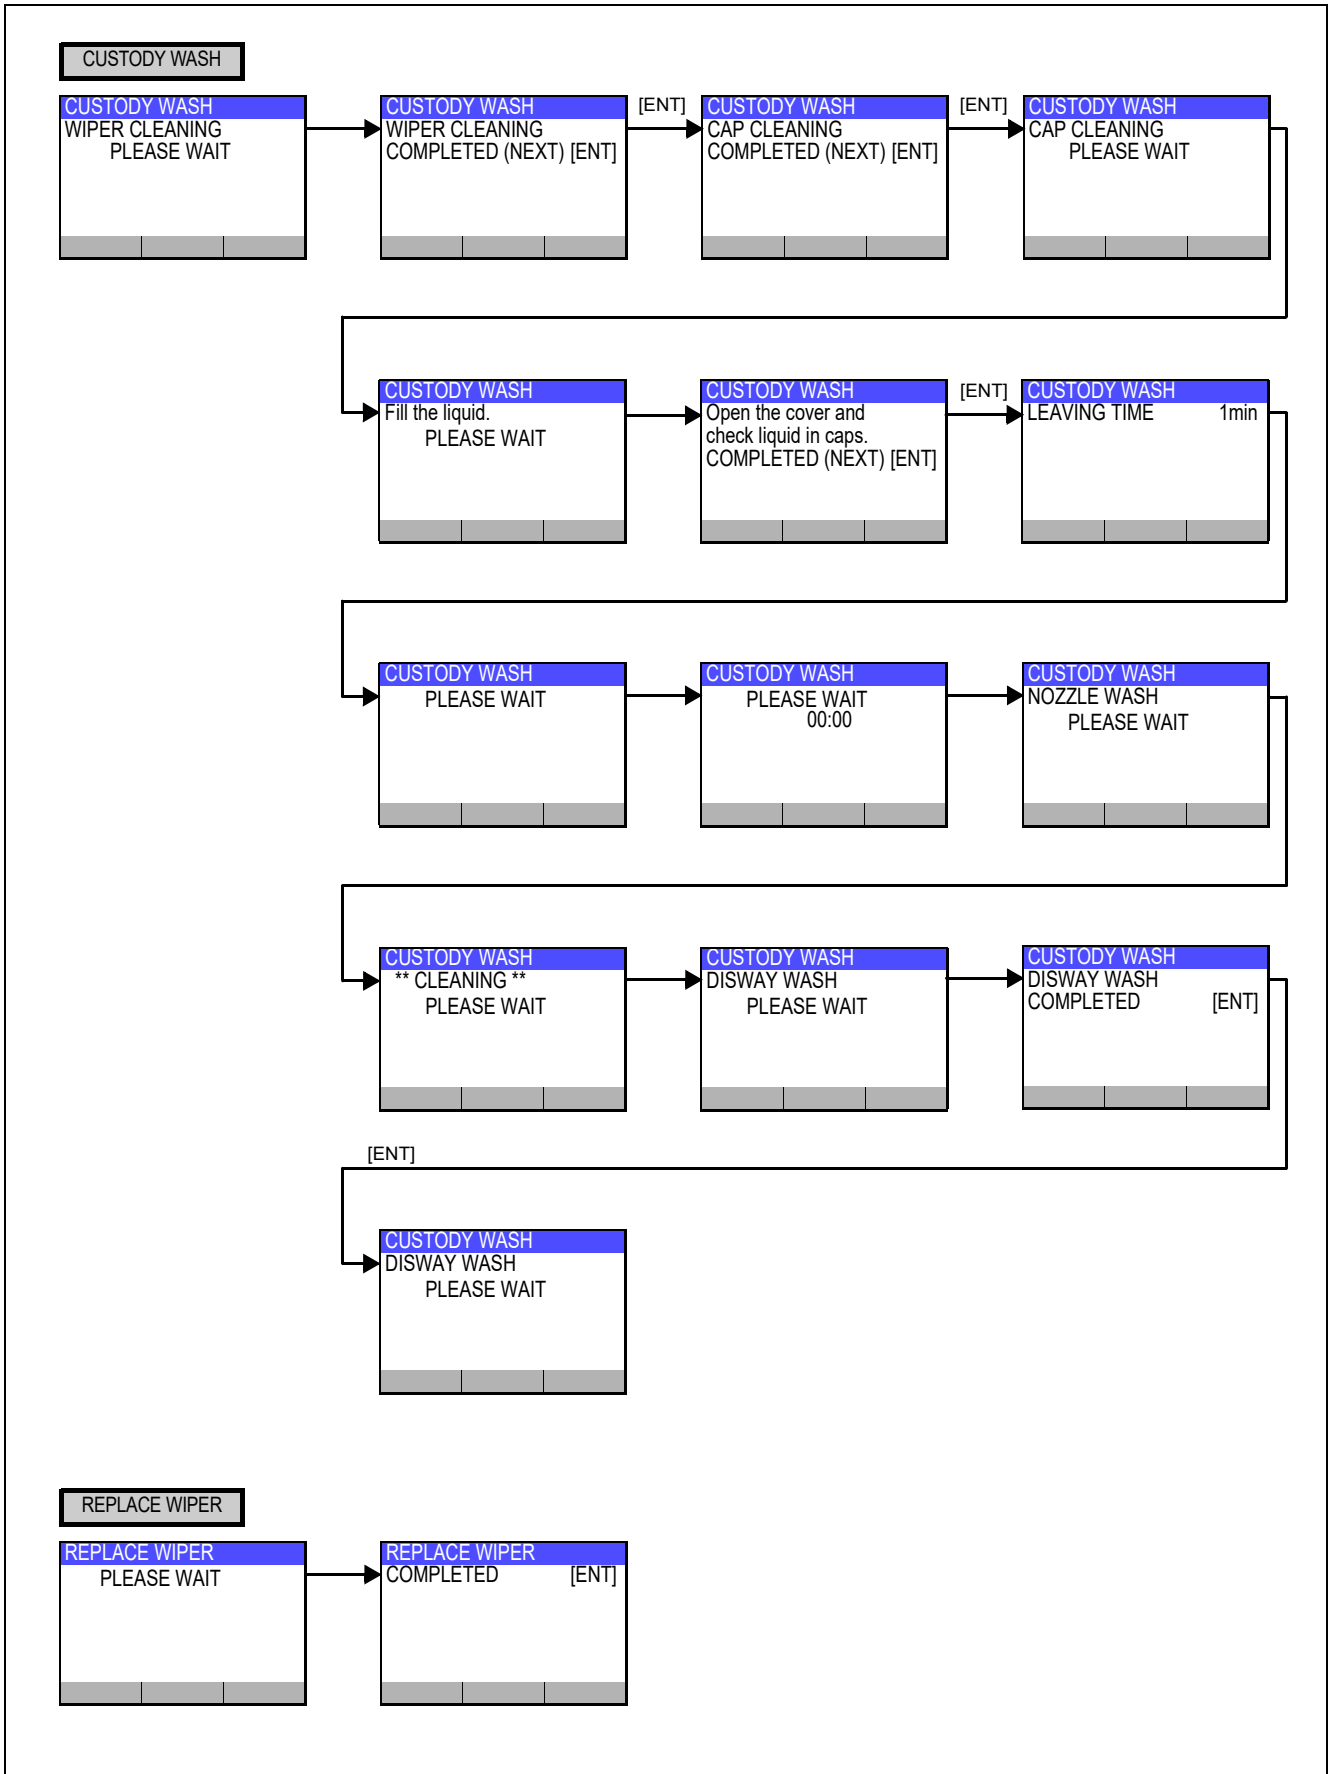 CUSTODY WASH
CUSTODY WASH
WIPER CLEANING
PLEASE WAIT
CUSTODY WASH
WIPER CLEANING
COMPLETED (NEXT) [ENT]
[ENT]
CUSTODY WASH
CAP CLEANING
COMPLETED (NEXT) [ENT]
[ENT]
CUSTODY WASH
CAP CLEANING
PLEASE WAIT
CUSTODY WASH
Fill the liquid.
PLEASE WAIT
CUSTODY WASH
Open the cover and
check liquid in caps.
COMPLETED (NEXT) [ENT]
[ENT]
CUSTODY WASH
LEAVING TIME 1min
CUSTODY WASH
PLEASE WAIT
CUSTODY WASH
PLEASE WAIT
00:00
CUSTODY WASH
NOZZLE WASH
PLEASE WAIT
CUSTODY WASH
** CLEANING **
PLEASE WAIT
CUSTODY WASH
DISWAY WASH
PLEASE WAIT
CUSTODY WASH
DISWAY WASH
COMPLETED [ENT]
[ENT]
CUSTODY WASH
DISWAY WASH
PLEASE WAIT
REPLACE WIPER
REPLACE WIPER
PLEASE WAIT
REPLACE WIPER
COMPLETED [ENT]